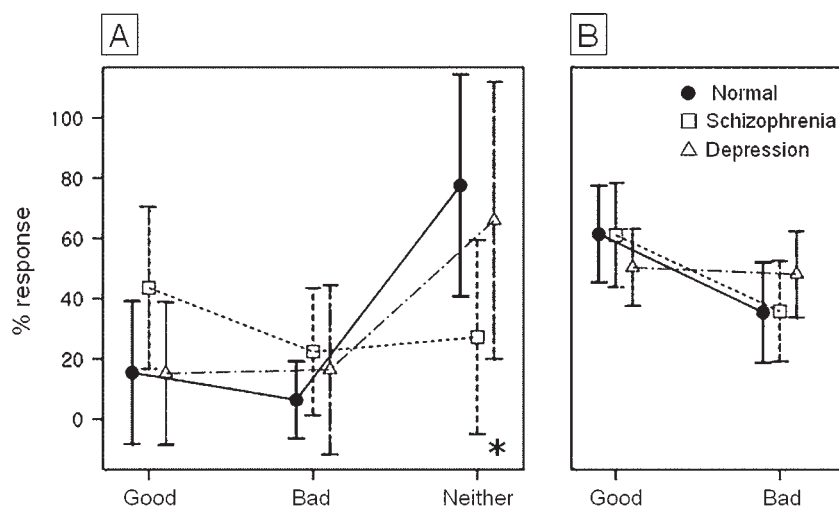 A
B
% response
100
80
60
40
20
0
*
Good Bad Neither
Normal
Schizophrenia
Depression
Good Bad